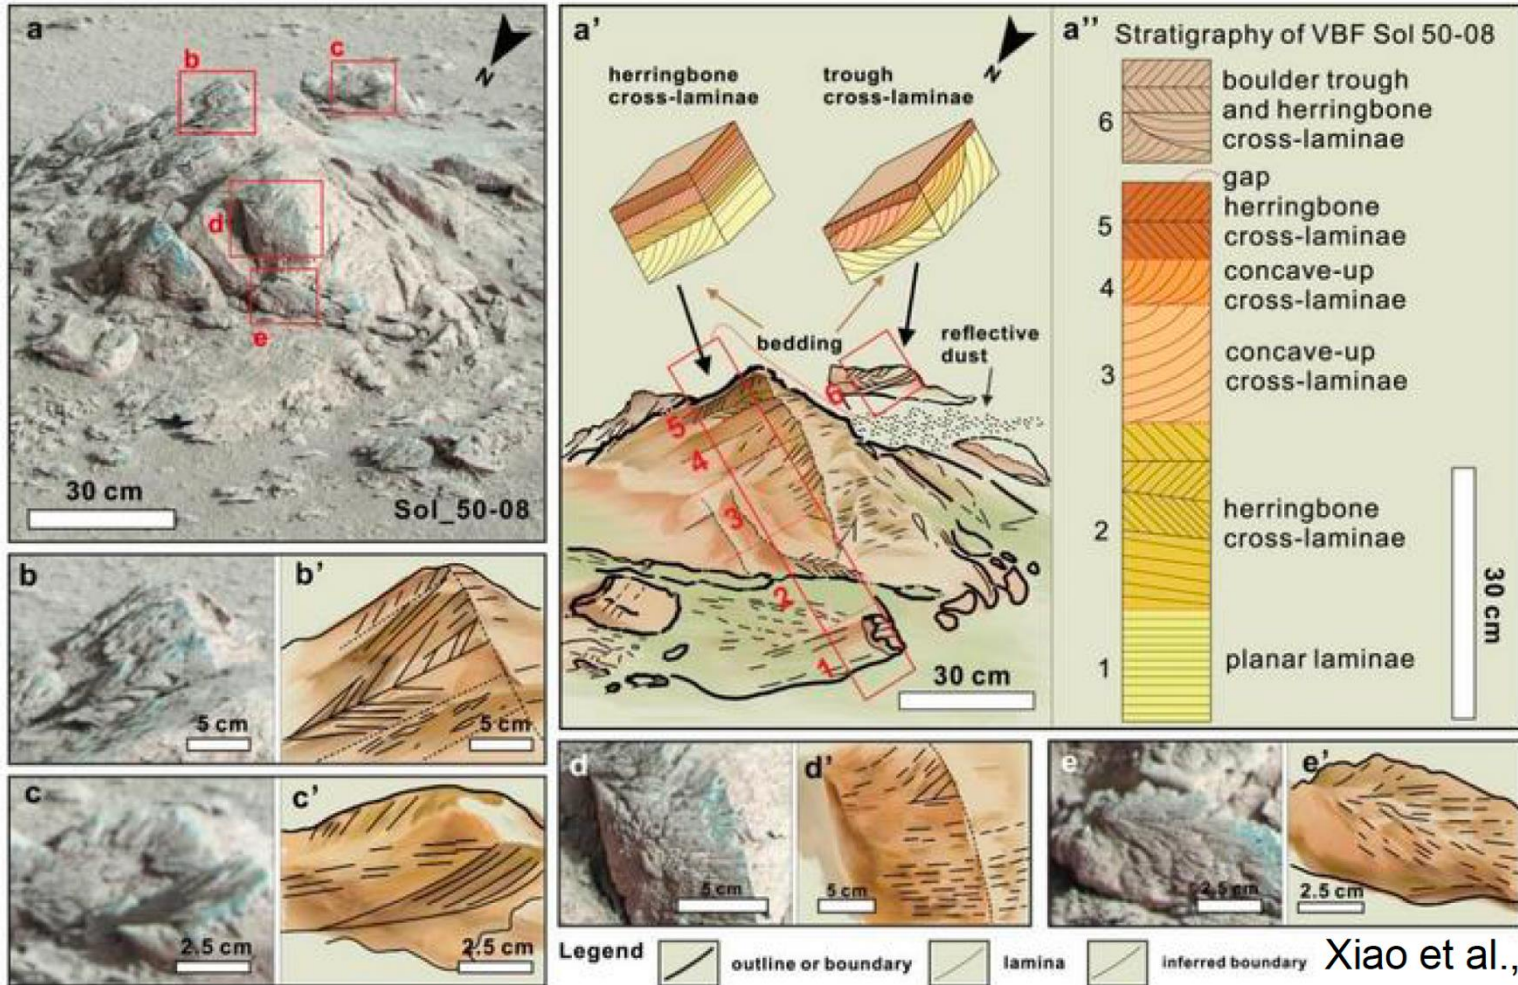 a
b
c
d
e
N
30 cm
Sol_50-08
a'
herringbone
cross-laminae
trough
cross-laminae
N
bedding
reflective
dust
6
5
4
3
2
1
30 cm
a''
Stratigraphy of VBF Sol 50-08
6
boulder trough
and herringbone
cross-laminae
gap
5
herringbone
cross-laminae
4
concave-up
cross-laminae
3
concave-up
cross-laminae
2
herringbone
cross-laminae
1
planar laminae
30 cm
b
5 cm
b'
5 cm
c
2.5 cm
c'
2.5 cm
d
5 cm
d'
5 cm
e
2.5 cm
e'
2.5 cm
Legend
outline or boundary
lamina
inferred boundary
Xiao et al.,